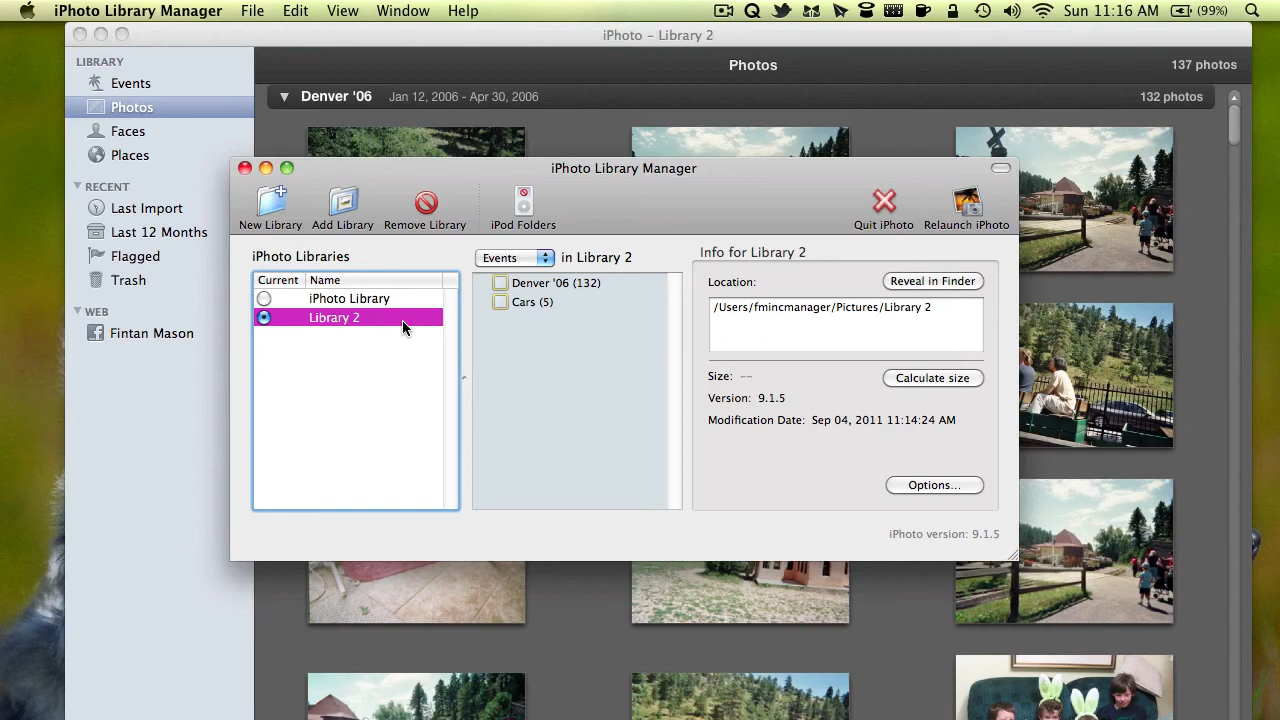 iPhoto Library Manager File Edit View Window Help Sun 11:16 AM (99%)
iPhoto – Library 2
LIBRARY
Events
Photos
Faces
Places
RECENT
Last Import
Last 12 Months
Flagged
Trash
WEB
Fintan Mason
Photos 137 photos
Denver '06 Jan 12, 2006 - Apr 30, 2006 132 photos
iPhoto Library Manager
New Library Add Library Remove Library iPod Folders Quit iPhoto Relaunch iPhoto
iPhoto Libraries
Current Name
iPhoto Library
Library 2
Events in Library 2
Denver '06 (132)
Cars (5)
Info for Library 2
Location: Reveal in Finder
/Users/fmincmanager/Pictures/Library 2
Size: -- Calculate size
Version: 9.1.5
Modification Date: Sep 04, 2011 11:14:24 AM
Options...
iPhoto version: 9.1.5